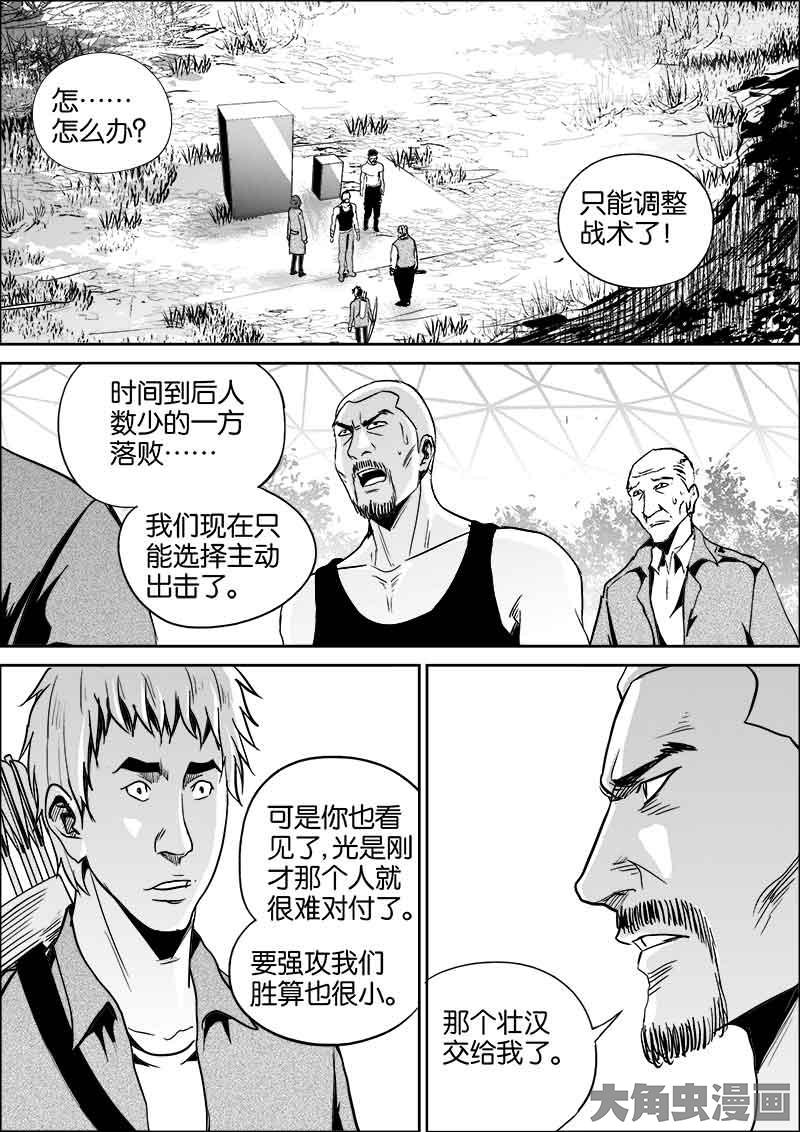 怎……
怎么办？
只能调整
战术了！
时间到后人
数少的一方
落败……
我们现在只
能选择主动
出击了。
可是你也看
见了,光是刚
才那个人就
很难对付了。
要强攻我们
胜算也很小。
那个壮汉
交给我了。
大角虫漫画